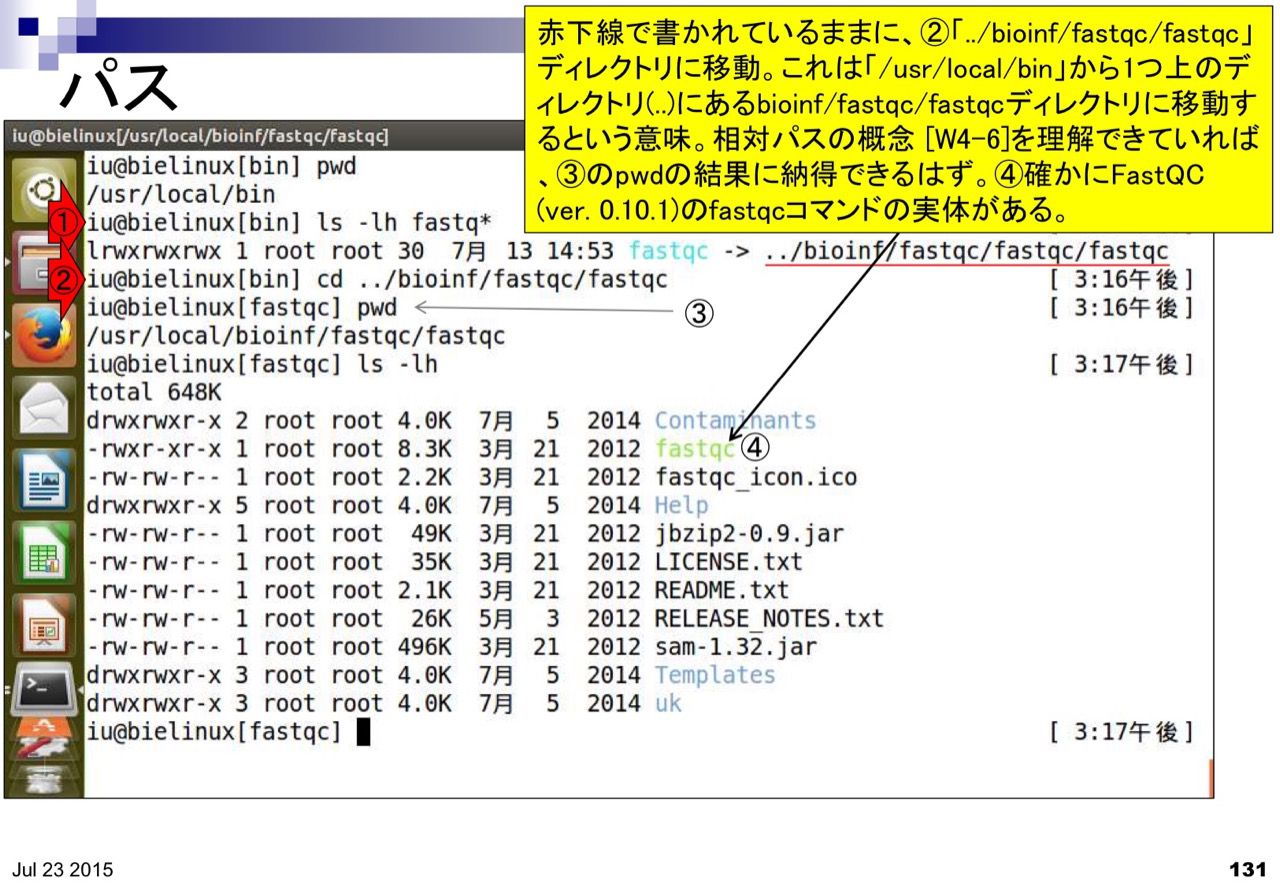 パス
赤下線で書かれているままに、②「../bioinf/fastqc/fastqc」
ディレクトリに移動。これは「/usr/local/bin」から1つ上のデ
ィレクトリ(..)にあるbioinf/fastqc/fastqcディレクトリに移動す
るという意味。相対パスの概念 [W4-6]を理解できていれば
、③のpwdの結果に納得できるはず。④確かにFastQC
(ver. 0.10.1)のfastqcコマンドの実体がある。
iu@bielinux[/usr/local/bioinf/fastqc/fastqc]
iu@bielinux[bin] pwd
/usr/local/bin
① iu@bielinux[bin] ls -lh fastq*
lrwxrwxrwx 1 root root 30 7月 13 14:53 fastqc -> ../bioinf/fastqc/fastqc/fastqc
② iu@bielinux[bin] cd ../bioinf/fastqc/fastqc [ 3:16午後]
iu@bielinux[fastqc] pwd ③ [ 3:16午後]
/usr/local/bioinf/fastqc/fastqc
iu@bielinux[fastqc] ls -lh [ 3:17午後]
total 648K
drwxrwxr-x 2 root root 4.0K 7月 5 2014 Contaminants
-rwxr-xr-x 1 root root 8.3K 3月 21 2012 fastqc ④
-rw-rw-r-- 1 root root 2.2K 3月 21 2012 fastqc_icon.ico
drwxrwxr-x 5 root root 4.0K 7月 5 2014 Help
-rw-rw-r-- 1 root root 49K 3月 21 2012 jbzip2-0.9.jar
-rw-rw-r-- 1 root root 35K 3月 21 2012 LICENSE.txt
-rw-rw-r-- 1 root root 2.1K 3月 21 2012 README.txt
-rw-rw-r-- 1 root root 26K 5月 3 2012 RELEASE_NOTES.txt
-rw-rw-r-- 1 root root 496K 3月 21 2012 sam-1.32.jar
drwxrwxr-x 3 root root 4.0K 7月 5 2014 Templates
drwxrwxr-x 3 root root 4.0K 7月 5 2014 uk
iu@bielinux[fastqc] [ 3:17午後]
Jul 23 2015
131